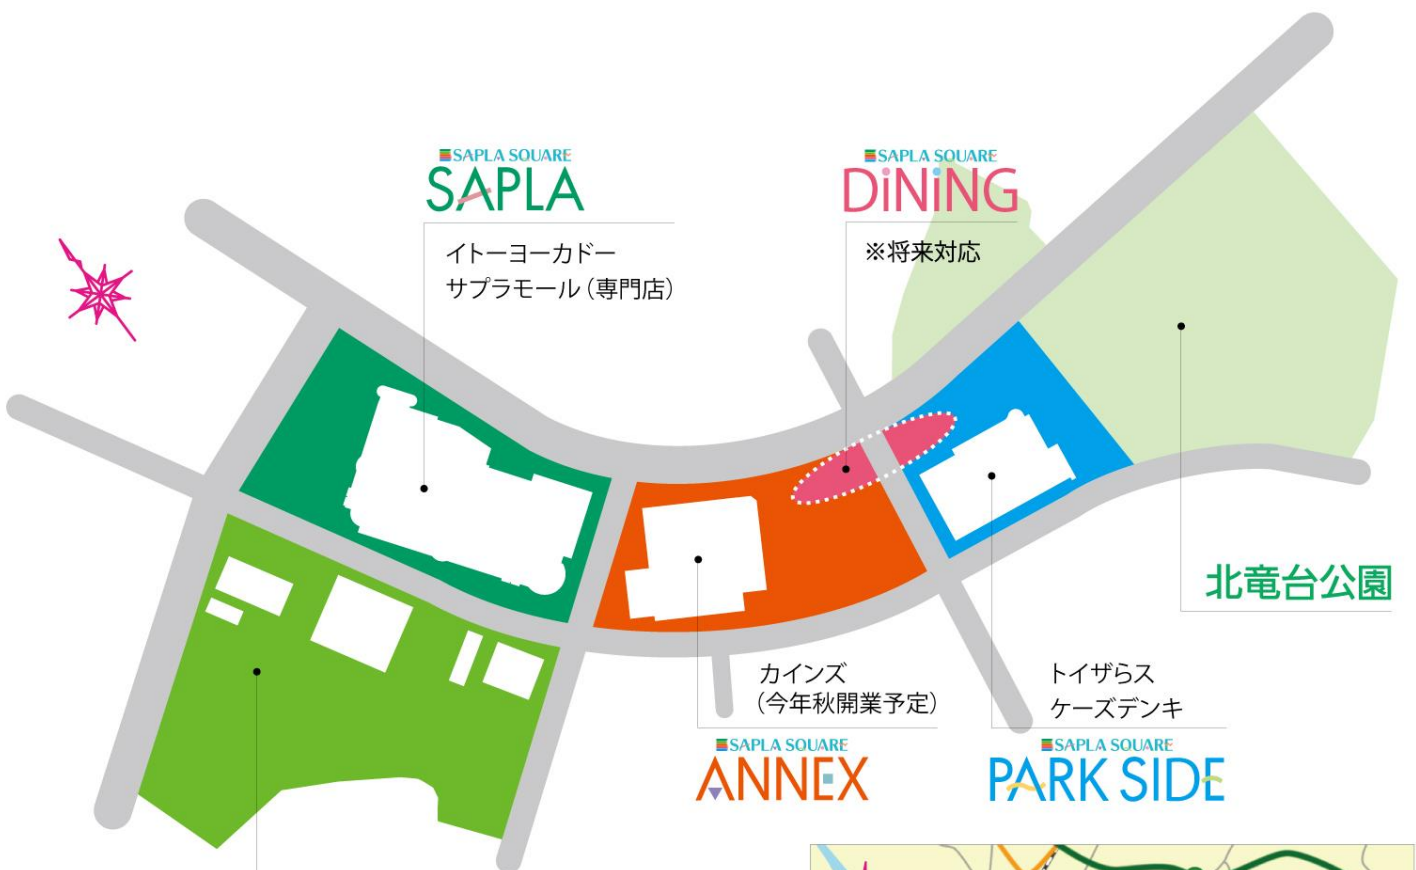 SAPLA SQUARE
SAPLA
イトーヨーカドー
サプラモール（専門店）
SAPLA SQUARE
DiNiNG
※将来対応
北竜台公園
カインズ
（今年秋開業予定）
SAPLA SQUARE
ANNEX
トイザらス
ケーズデンキ
SAPLA SQUARE
PARK SIDE